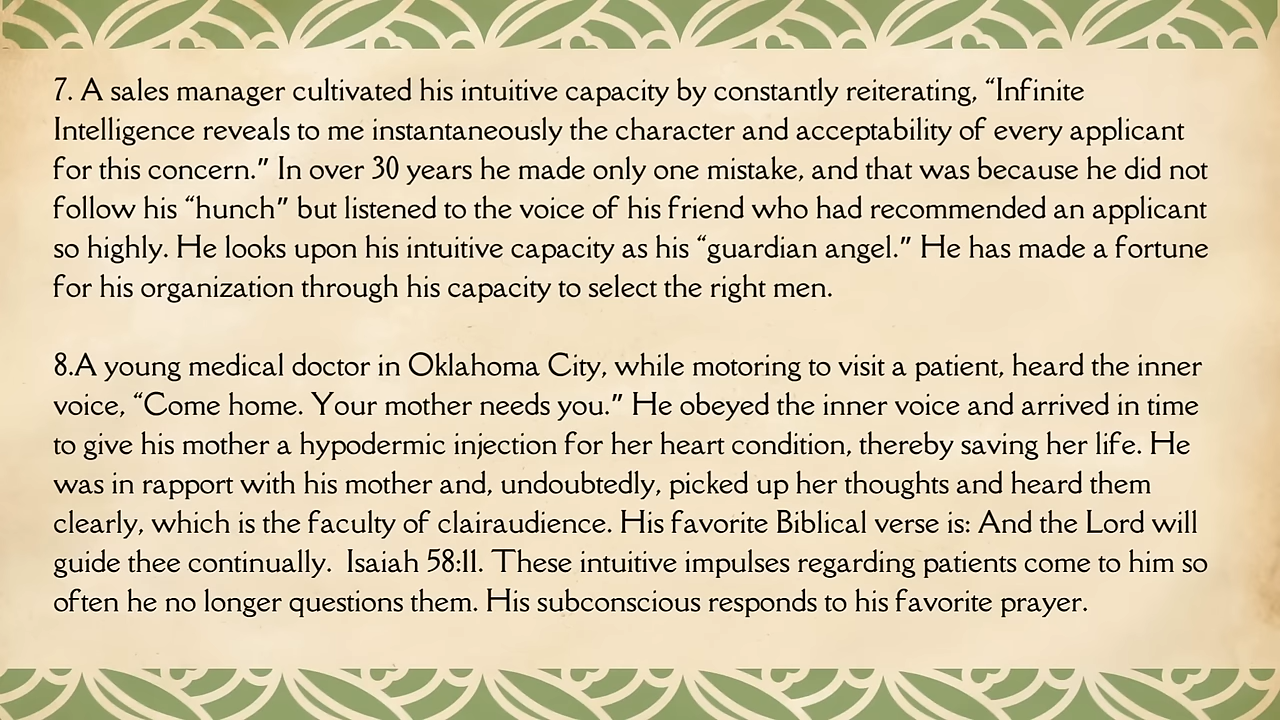 7. A sales manager cultivated his intuitive capacity by constantly reiterating, “Infinite
Intelligence reveals to me instantaneously the character and acceptability of every applicant
for this concern.” In over 30 years he made only one mistake, and that was because he did not
follow his “hunch” but listened to the voice of his friend who had recommended an applicant
so highly. He looks upon his intuitive capacity as his “guardian angel.” He has made a fortune
for his organization through his capacity to select the right men.
8.A young medical doctor in Oklahoma City, while motoring to visit a patient, heard the inner
voice, “Come home. Your mother needs you.” He obeyed the inner voice and arrived in time
to give his mother a hypodermic injection for her heart condition, thereby saving her life. He
was in rapport with his mother and, undoubtedly, picked up her thoughts and heard them
clearly, which is the faculty of clairaudience. His favorite Biblical verse is: And the Lord will
guide thee continually.  Isaiah 58:11. These intuitive impulses regarding patients come to him so
often he no longer questions them. His subconscious responds to his favorite prayer.